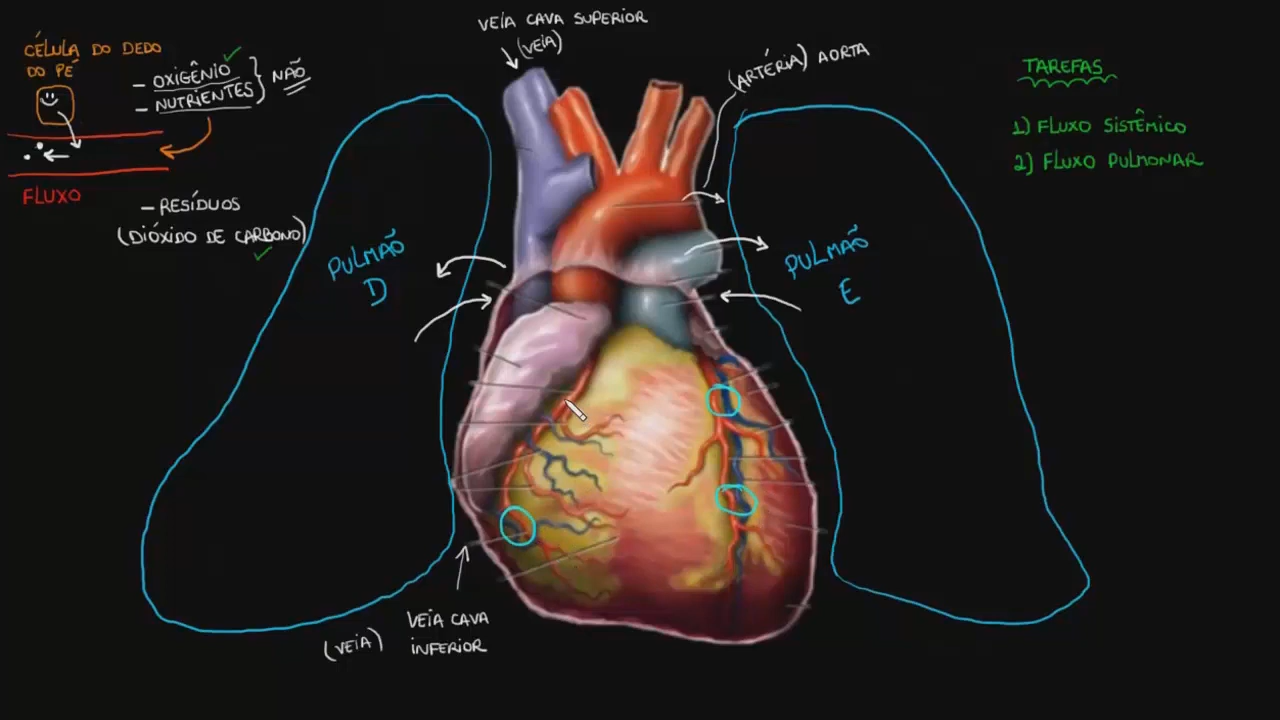 CÉLULA DO DEDO
DO PÉ
- OXIGÊNIO
- NUTRIENTES
NÃO
FLUXO
- RESÍDUOS
(DIÓXIDO DE CARBONO)
VEIA CAVA SUPERIOR
(VEIA)
(ARTÉRIA) AORTA
PULMÃO
D
PULMÃO
E
VEIA CAVA
(VEIA) INFERIOR
TAREFAS
1) FLUXO SISTÊMICO
2) FLUXO PULMONAR